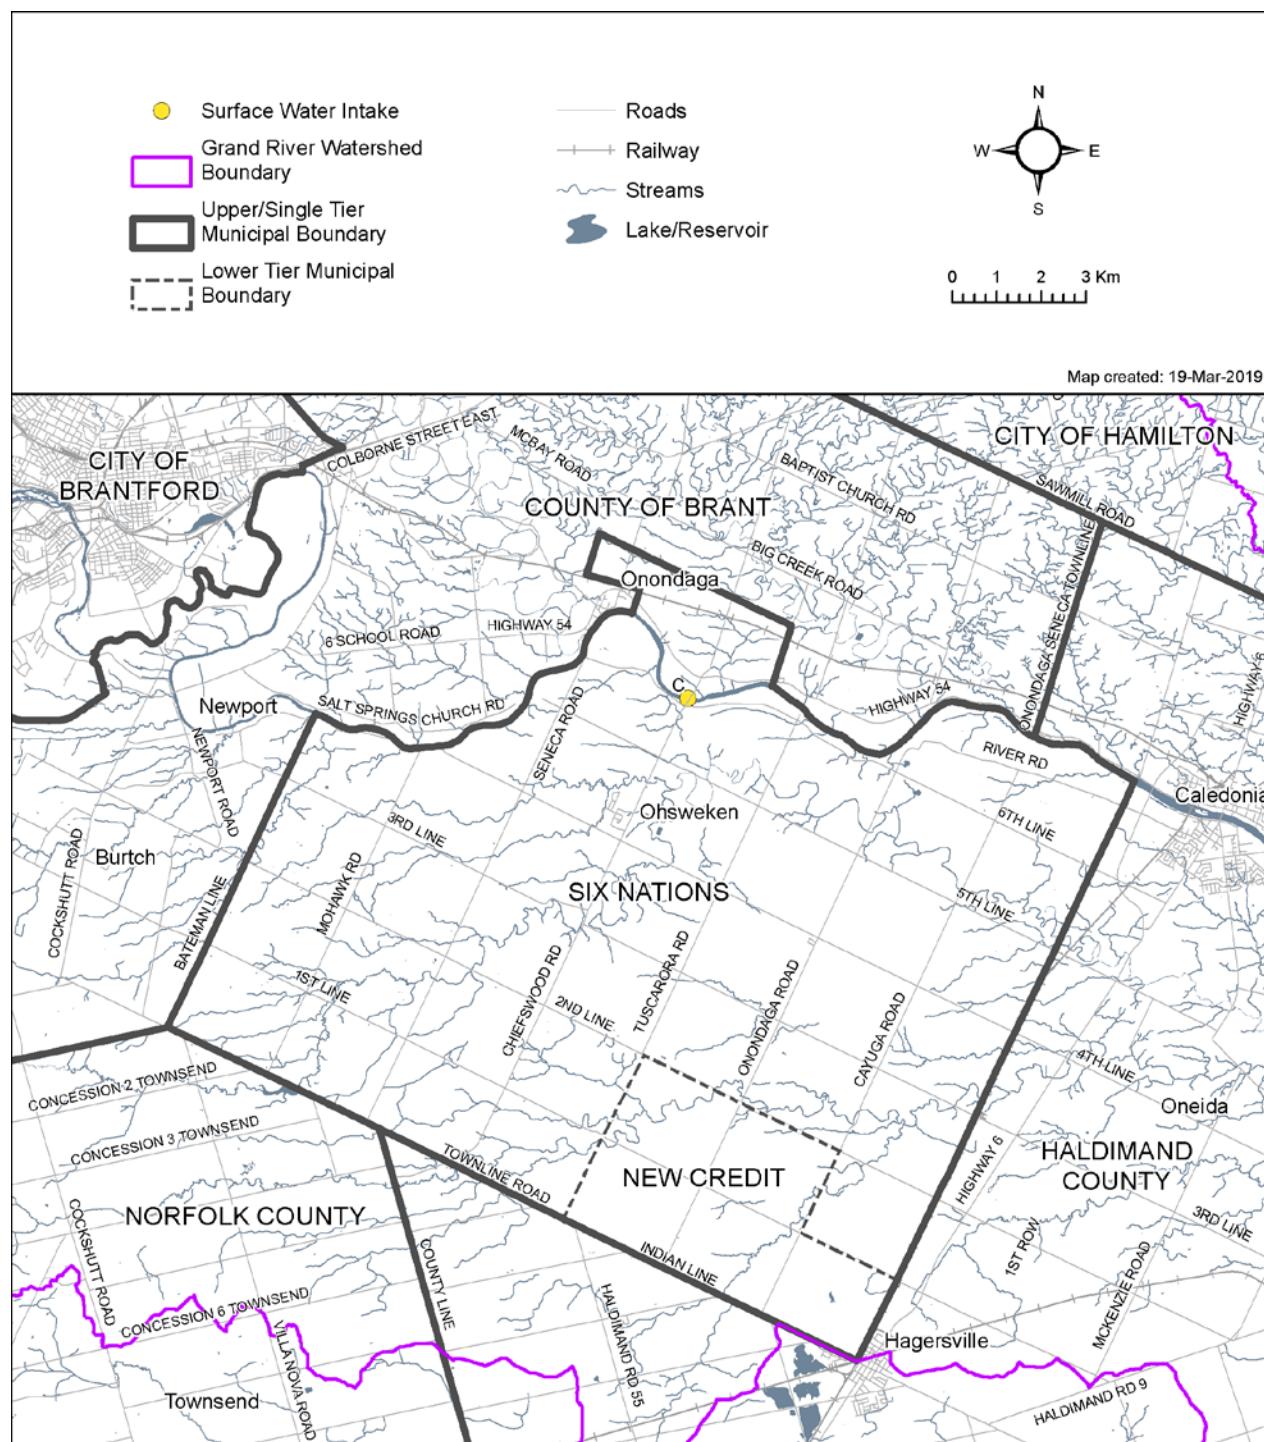 Surface Water Intake
Grand River Watershed
Boundary
Upper/Single Tier
Municipal Boundary
Lower Tier Municipal
Boundary
Roads
Railway
Streams
Lake/Reservoir
N
W
E
S
0 1 2 3 Km
Map created: 19-Mar-2019
CITY OF
BRANTFORD
COLBORNE STREET EAST
MCBAY ROAD
COUNTY OF BRANT
BAPTIST CHURCH RD
CITY OF HAMILTON
SAWMILL ROAD
BIG CREEK ROAD
Onondaga
ONONDAGA SENECA TOWNLINE
6 SCHOOL ROAD
HIGHWAY 54
HIGHWAY 6
C
Newport
SALT SPRINGS CHURCH RD
HIGHWAY 54
NEWPORT ROAD
SENECA ROAD
RIVER RD
Caledonia
Ohsweken
6TH LINE
3RD LINE
Burtch
COCKSHUTT ROAD
BATEMAN LINE
MOHAWK RD
SIX NATIONS
5TH LINE
1ST LINE
CHIEFSWOOD RD
2ND LINE
TUSCARORA RD
ONONDAGA ROAD
CAYUGA ROAD
4TH LINE
CONCESSION 2 TOWNSEND
Oneida
CONCESSION 3 TOWNSEND
TOWNLINE ROAD
NEW CREDIT
HIGHWAY 6
HALDIMAND
COUNTY
NORFOLK COUNTY
COCKSHUTT ROAD
COUNTY LINE
INDIAN LINE
1ST ROW
3RD LINE
MCKENZIE ROAD
CONCESSION 6 TOWNSEND
VILLA NOVA ROAD
HALDIMAND RD 55
Hagersville
Townsend
HALDIMAND RD 9